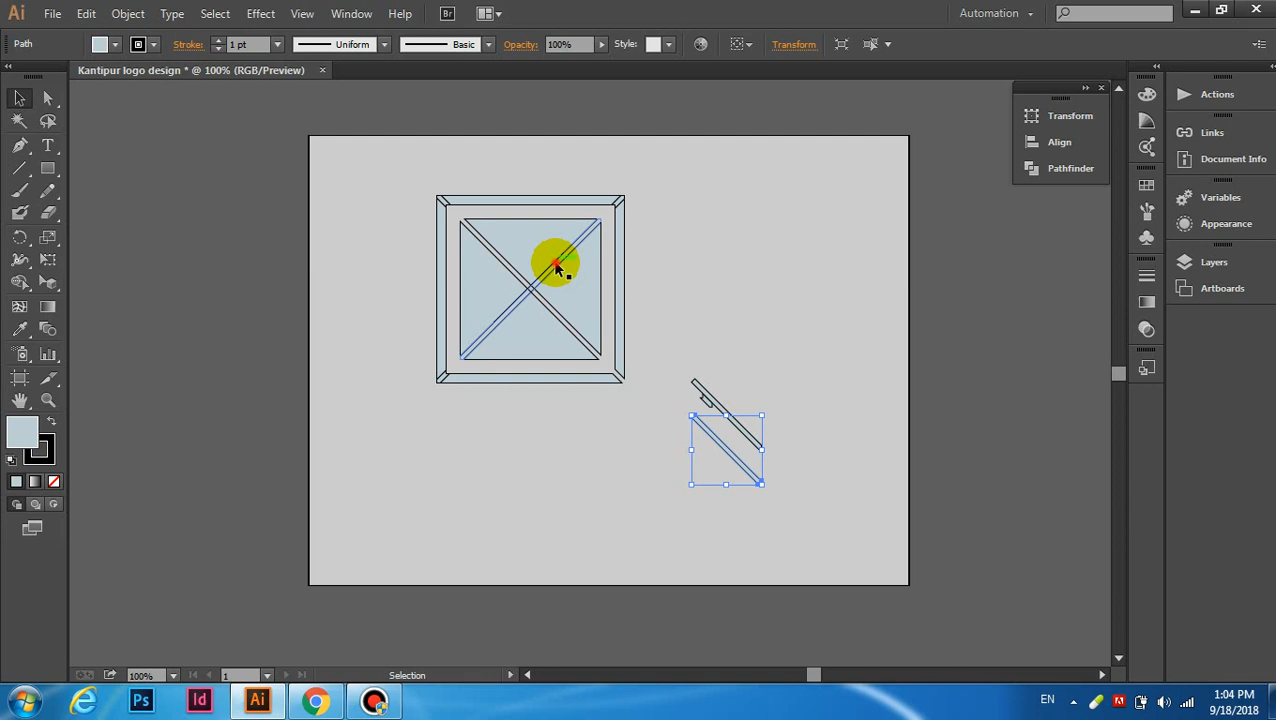 Ai File Edit Object Type Select Effect View Window Help Br Automation
Path Stroke: 1 pt Uniform Basic Opacity: 100% Style: Transform
Kantipur logo design * @ 100% (RGB/Preview)
Transform
Align
Pathfinder
Actions
Links
Document Info
Variables
Appearance
Layers
Artboards
T
100% 1 Selection
Ps Id Ai EN 1:04 PM
9/18/2018